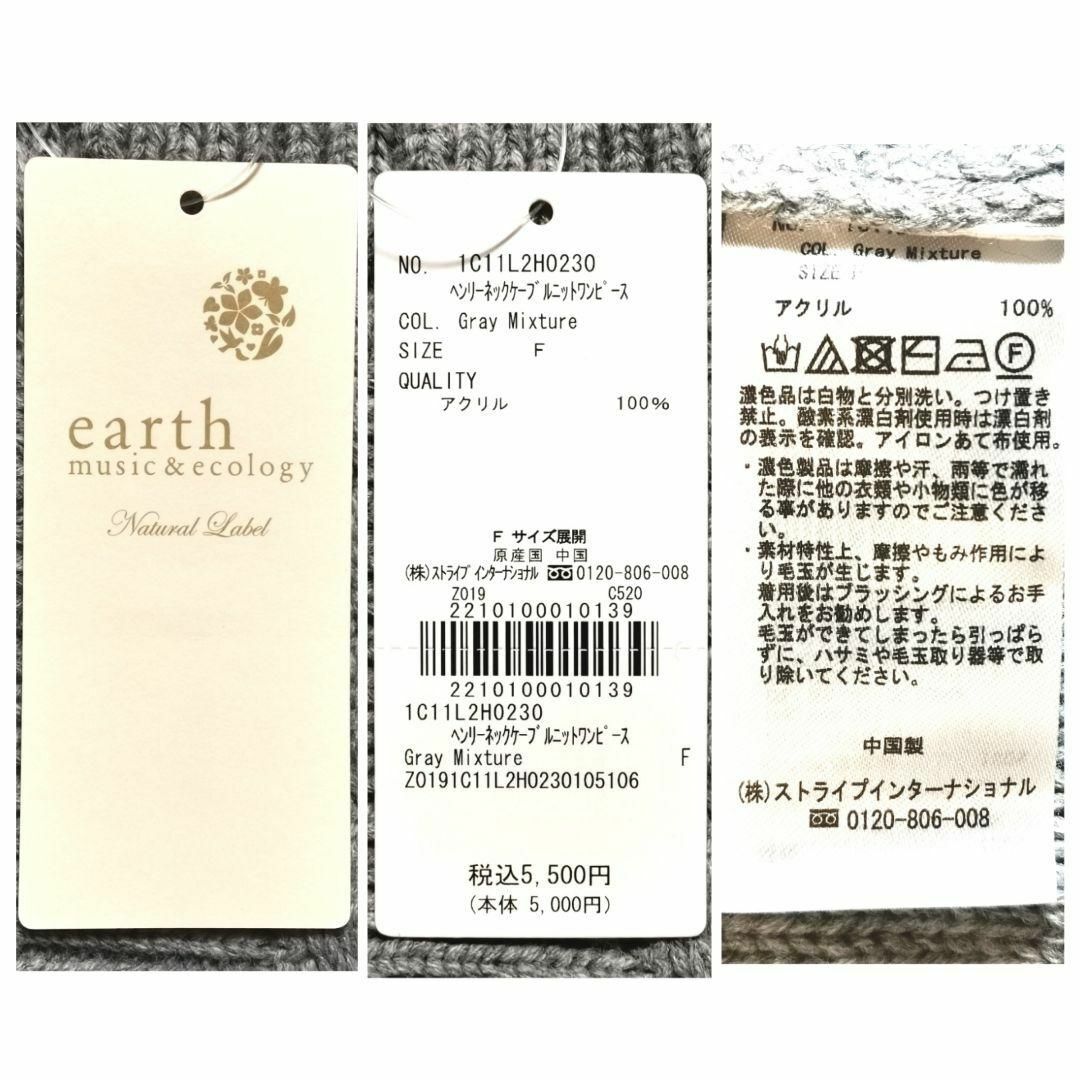 earth
music & ecology
Natural Label
NO. 1C11L2H0230
ﾍﾝﾘｰﾈｯｸｹｰﾌﾞﾙﾆｯﾄﾜﾝﾋﾟｰｽ
COL. Gray Mixture
SIZE F
QUALITY
アクリル 100%
F サイズ展開
原産国 中国
(株)ｽﾄﾗｲﾌﾟｲﾝﾀｰﾅｼｮﾅﾙ 0120-806-008
Z019 C520
2210100010139
2210100010139
1C11L2H0230
ﾍﾝﾘｰﾈｯｸｹｰﾌﾞﾙﾆｯﾄﾜﾝﾋﾟｰｽ
Gray Mixture F
Z0191C11L2H0230105106
税込5,500円
(本体 5,000円)
NO.
COL. Gray Mixture
SIZE F
アクリル 100%
F
濃色品は白物と分別洗い。つけ置き
禁止。酸素系漂白剤使用時は漂白剤
の表示を確認。アイロンあて布使用。
・濃色製品は摩擦や汗、雨等で濡れ
た際に他の衣類や小物類に色が移
る事がありますのでご注意くださ
い。
・素材特性上、摩擦やもみ作用によ
り毛玉が生じます。
着用後はブラッシングによるお手
入れをお勧めします。
毛玉ができてしまったら引っぱら
ずに、ハサミや毛玉取り器等で取
り除いてください。
中国製
(株)ストライプインターナショナル
0120-806-008